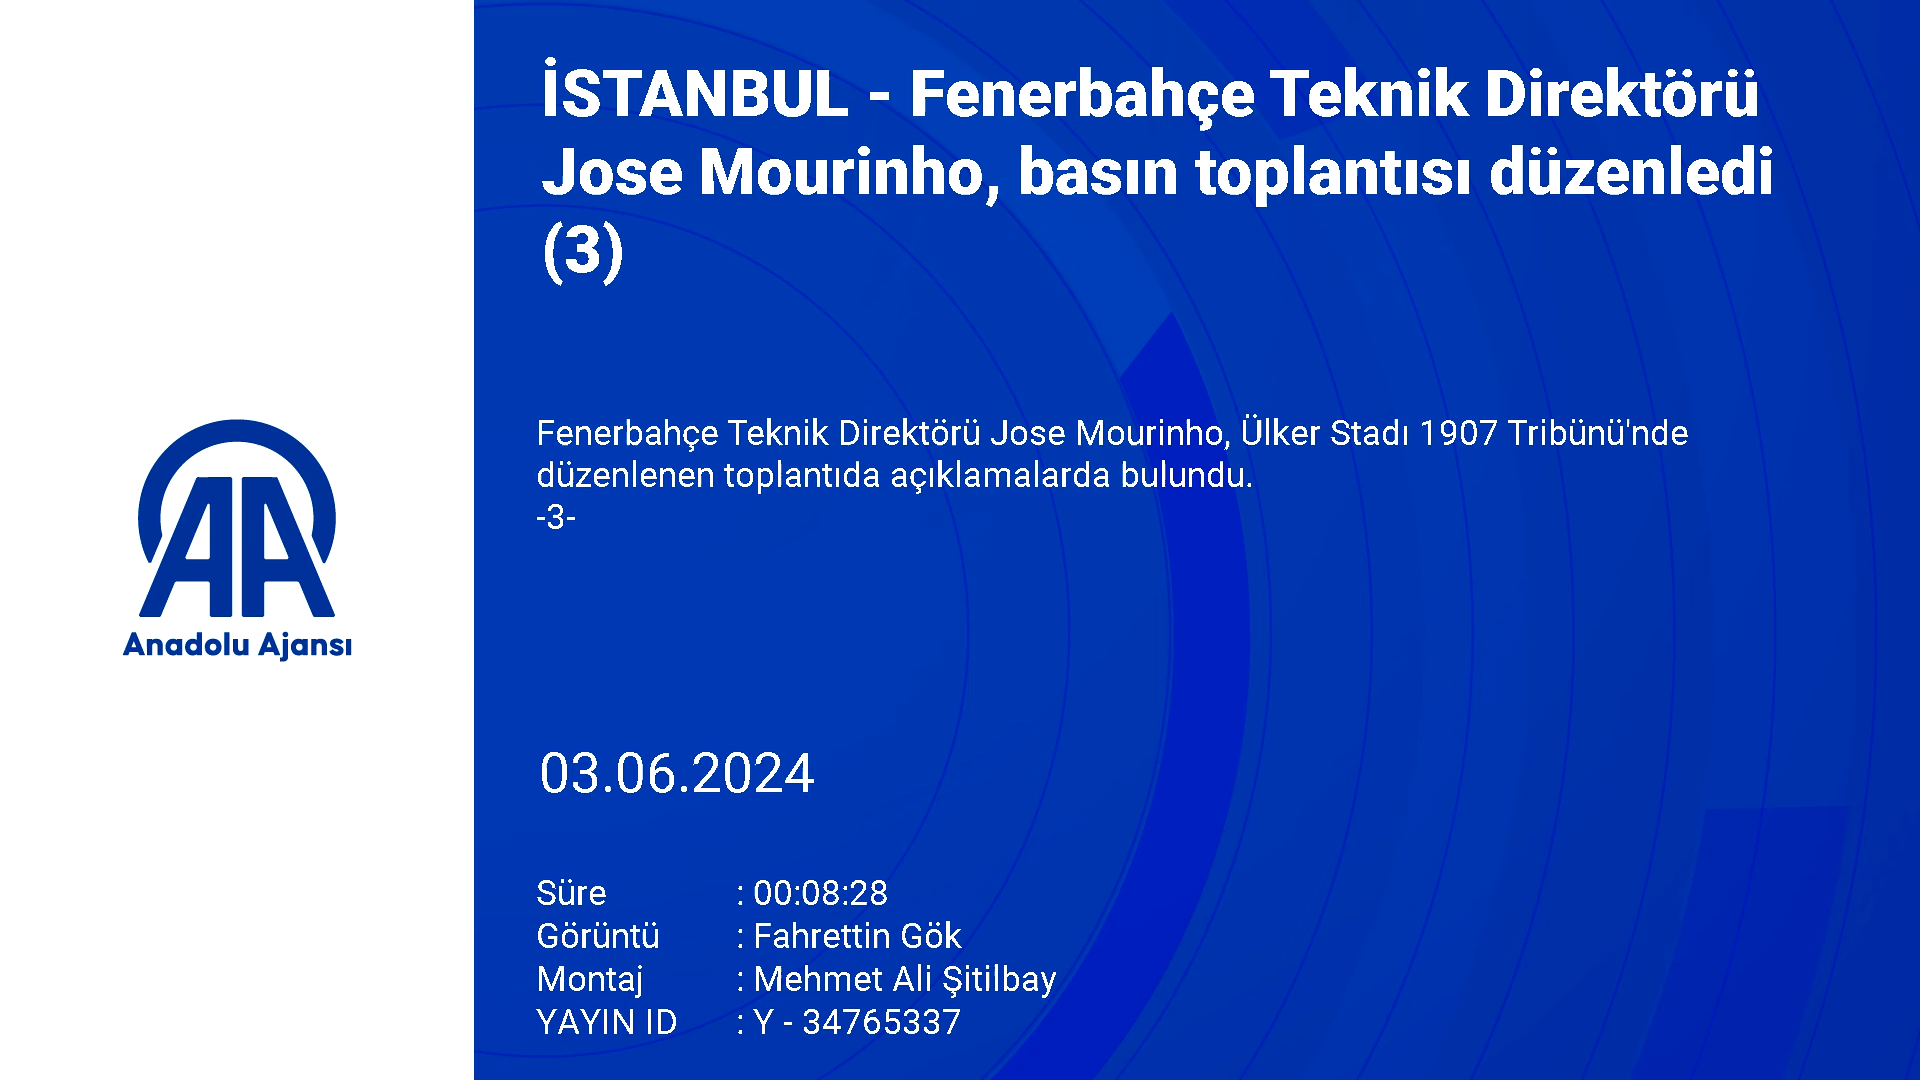 İSTANBUL - Fenerbahçe Teknik Direktörü
Jose Mourinho, basın toplantısı düzenledi
(3)
Fenerbahçe Teknik Direktörü Jose Mourinho, Ülker Stadı 1907 Tribünü'nde
düzenlenen toplantıda açıklamalarda bulundu.
-3-
AA
Anadolu Ajansı
03.06.2024
Süre : 00:08:28
Görüntü : Fahrettin Gök
Montaj : Mehmet Ali Şitilbay
YAYIN ID : Y - 34765337